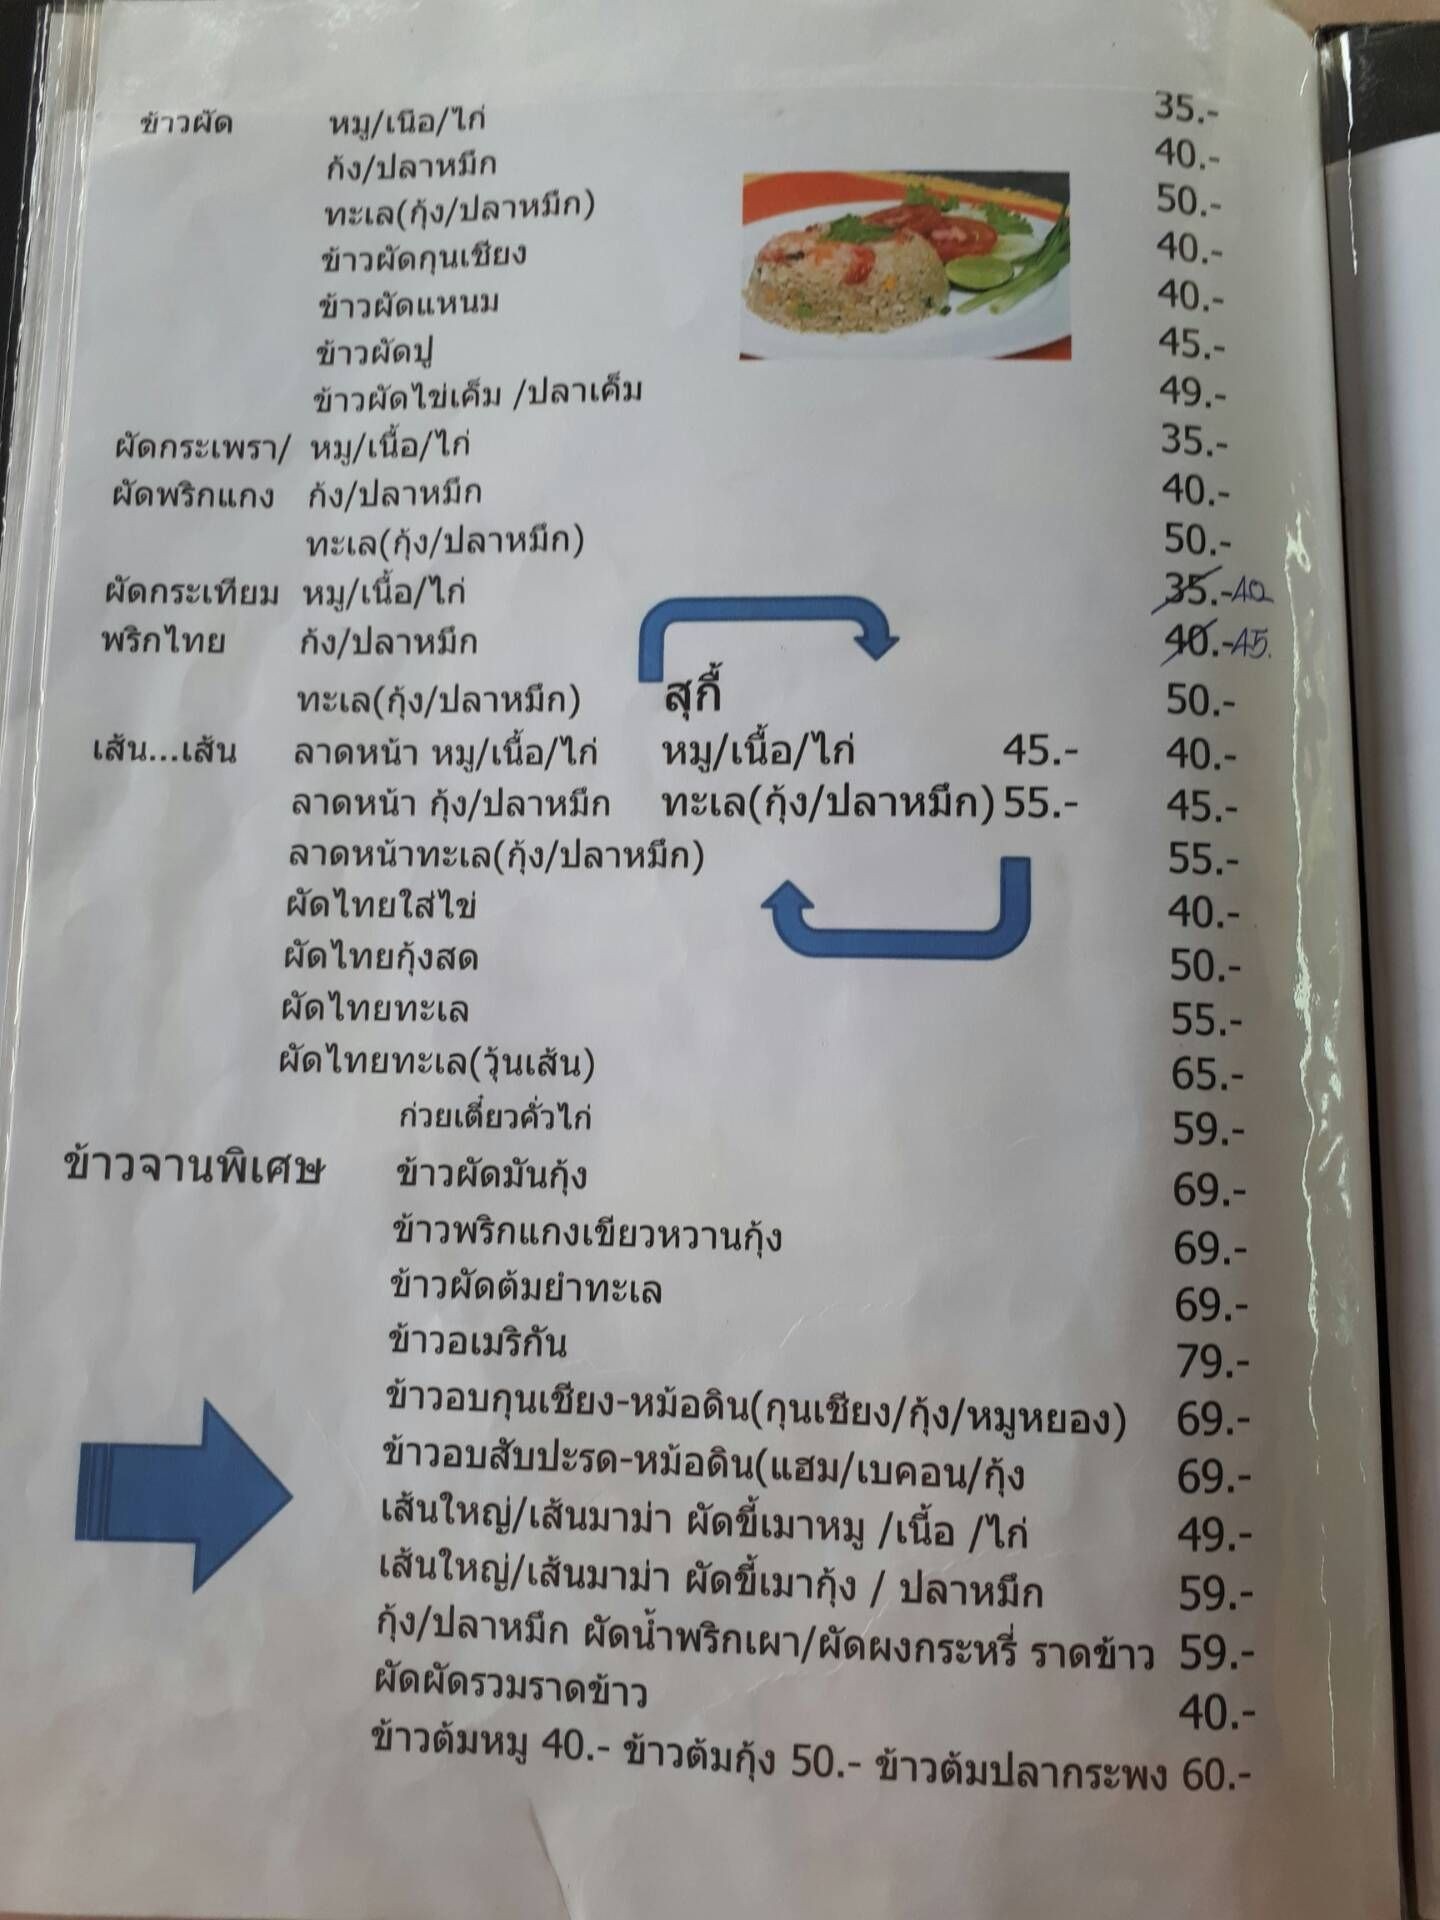 ข้าวผัด หมู/เนือ/ไก่ 35.-
ก้ง/ปลาหมึก 40.-
ทะเล(กุ้ง/ปลาหมึก) 50.-
ข้าวผัดกุนเชียง 40.-
ข้าวผัดแหนม 40.-
ข้าวผัดปู 45.-
ข้าวผัดไข่เค็ม /ปลาเค็ม 49.-
ผัดกระเพรา/ หมู/เนื้อ/ไก่ 35.-
ผัดพริกแกง ก้ง/ปลาหมึก 40.-
ทะเล(กุ้ง/ปลาหมึก) 50.-
ผัดกระเทียม หมู/เนื้อ/ไก่ 35.-40
พริกไทย ก้ง/ปลาหมึก 40.-45.
ทะเล(กุ้ง/ปลาหมึก) สุกี้ 50.-
เส้น...เส้น ลาดหน้า หมู/เนื้อ/ไก่ หมู/เนื้อ/ไก่ 45.- 40.-
ลาดหน้า กุ้ง/ปลาหมึก ทะเล(กุ้ง/ปลาหมึก) 55.- 45.-
ลาดหน้าทะเล(กุ้ง/ปลาหมึก) 55.-
ผัดไทยใส่ไข่ 40.-
ผัดไทยกุ้งสด 50.-
ผัดไทยทะเล 55.-
ผัดไทยทะเล(วุ้นเส้น) 65.-
ก่วยเตี๋ยวคั่วไก่ 59.-
ข้าวจานพิเศษ ข้าวผัดมันกุ้ง 69.-
ข้าวพริกแกงเขียวหวานกุ้ง 69.-
ข้าวผัดต้มยำทะเล 69.-
ข้าวอเมริกัน 79.-
ข้าวอบกุนเชียง-หม้อดิน(กุนเชียง/กุ้ง/หมูหยอง) 69.-
ข้าวอบสับปะรด-หม้อดิน(แฮม/เบคอน/กุ้ง 69.-
เส้นใหญ่/เส้นมาม่า ผัดขี้เมาหมู /เนื้อ /ไก่ 49.-
เส้นใหญ่/เส้นมาม่า ผัดขี้เมากุ้ง / ปลาหมึก 59.-
กุ้ง/ปลาหมึก ผัดน้ำพริกเผา/ผัดผงกระหรี่ ราดข้าว 59.-
ผัดผัดรวมราดข้าว 40.-
ข้าวต้มหมู 40.- ข้าวต้มกุ้ง 50.- ข้าวต้มปลากระพง 60.-